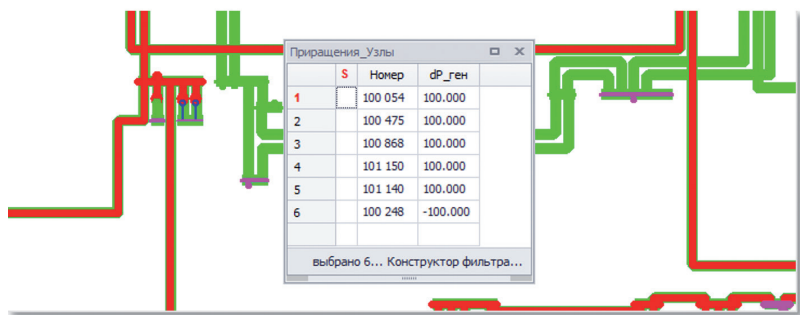 Приращения_Узлы
S Номер dP_ген
1 100 054 100.000
2 100 475 100.000
3 100 868 100.000
4 101 150 100.000
5 101 140 100.000
6 100 248 -100.000
выбрано 6... Конструктор фильтра...